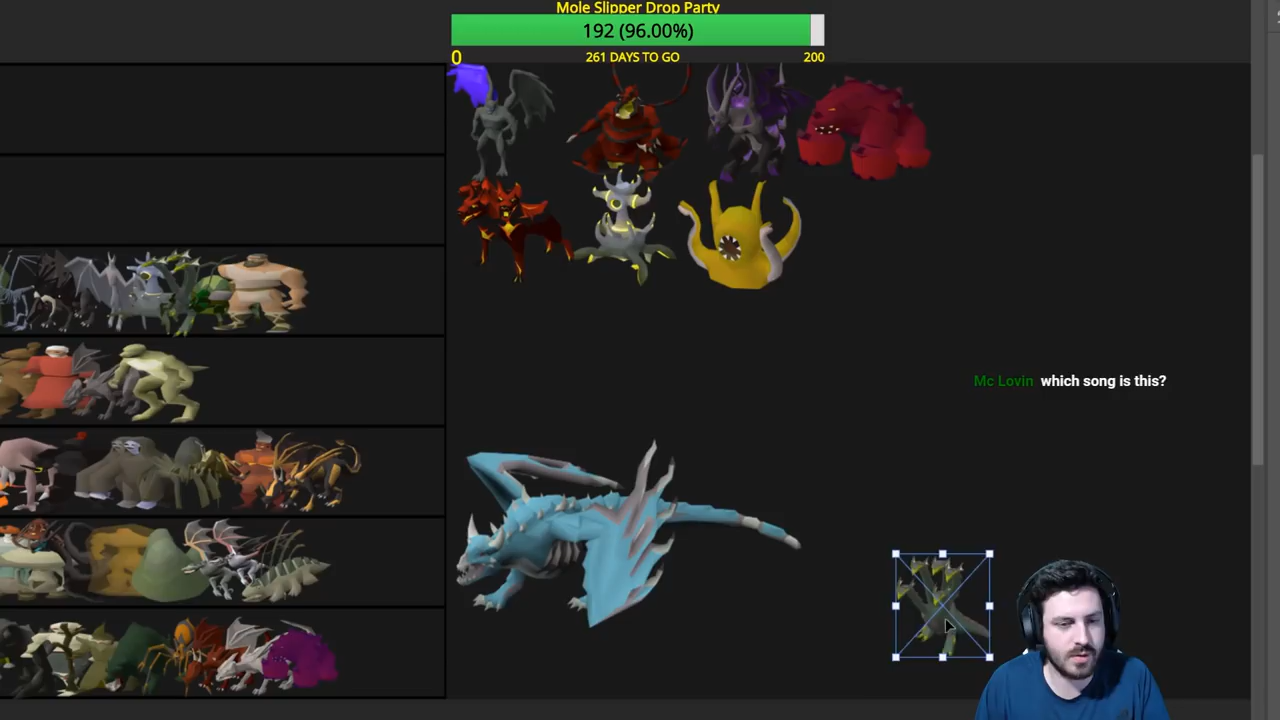 Mole Slipper Drop Party
192 (96.00%)
0 261 DAYS TO GO 200
Mc Lovin which song is this?